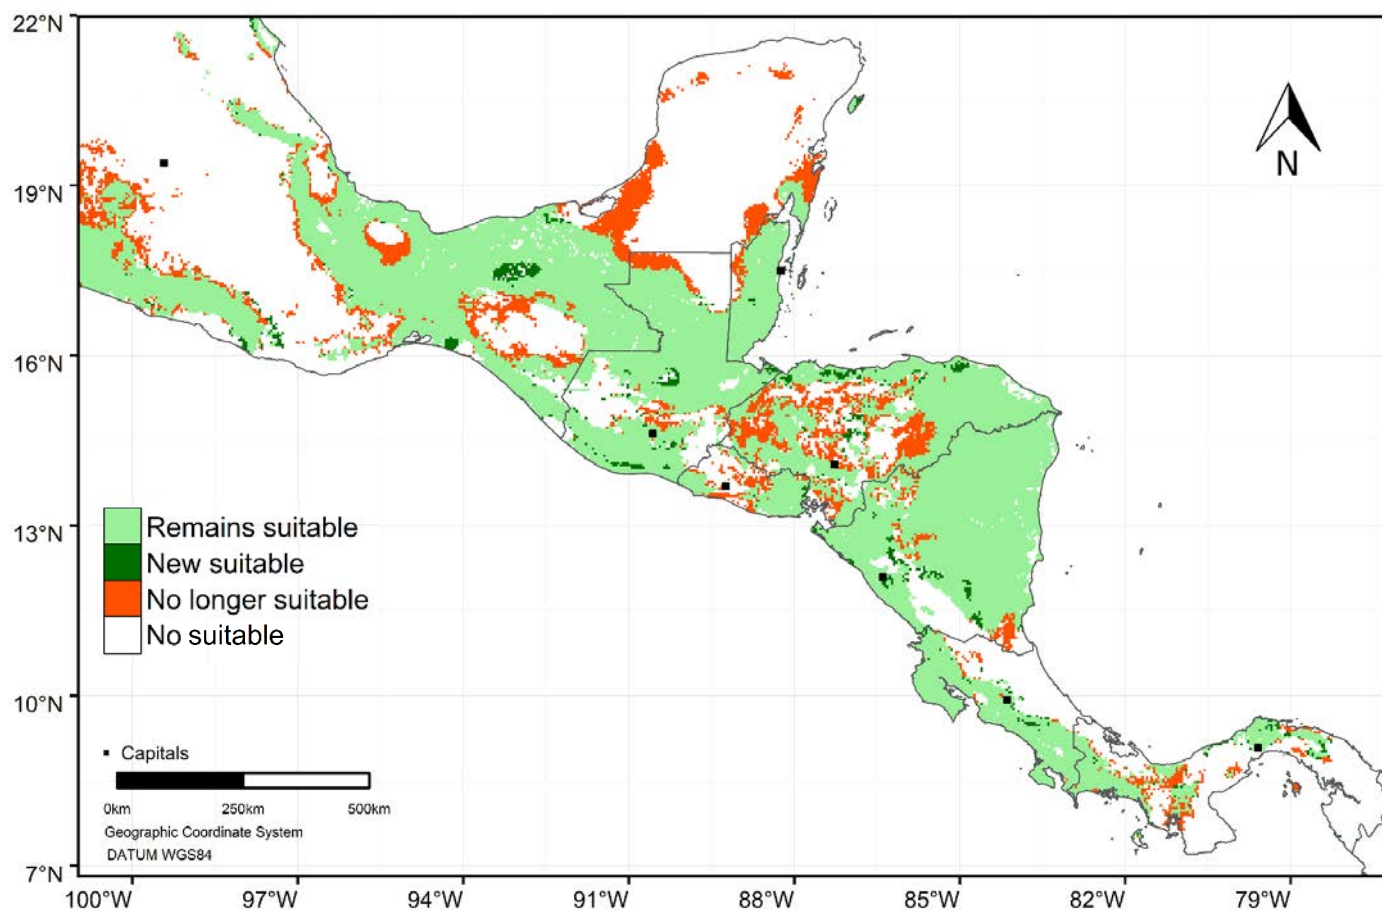 22°N
19°N
16°N
13°N
10°N
7°N
N
Remains suitable
New suitable
No longer suitable
No suitable
Capitals
0km 250km 500km
Geographic Coordinate System
DATUM WGS84
100°W 97°W 94°W 91°W 88°W 85°W 82°W 79°W